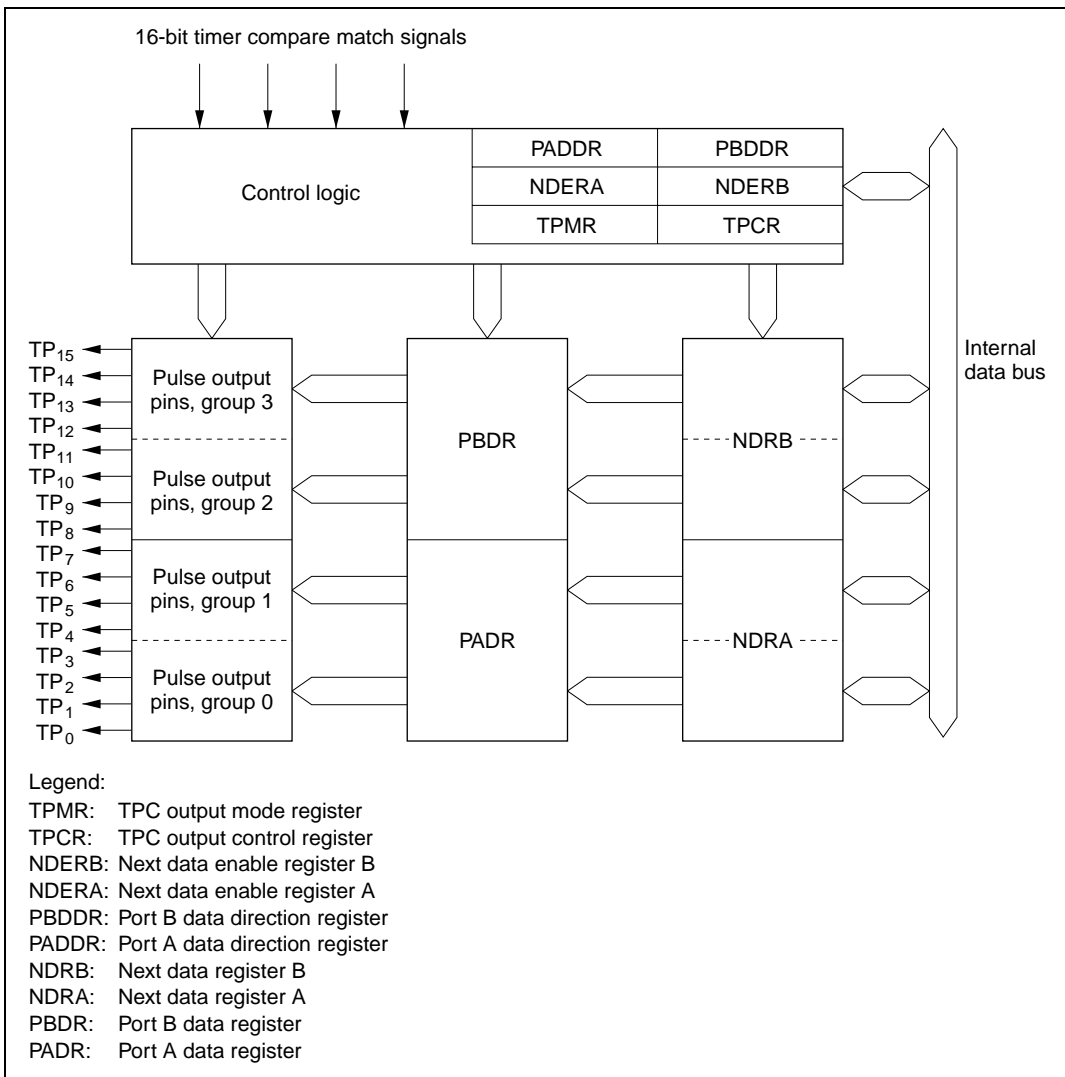 16-bit timer compare match signals
Control logic
PADDR PBDDR
NDERA NDERB
TPMR TPCR
Internal
data bus
TP15
TP14
TP13
TP12
TP11
TP10
TP9
TP8
TP7
TP6
TP5
TP4
TP3
TP2
TP1
TP0
Pulse output
pins, group 3
Pulse output
pins, group 2
Pulse output
pins, group 1
Pulse output
pins, group 0
PBDR
PADR
NDRB
NDRA
Legend:
TPMR: TPC output mode register
TPCR: TPC output control register
NDERB: Next data enable register B
NDERA: Next data enable register A
PBDDR: Port B data direction register
PADDR: Port A data direction register
NDRB: Next data register B
NDRA: Next data register A
PBDR: Port B data register
PADR: Port A data register